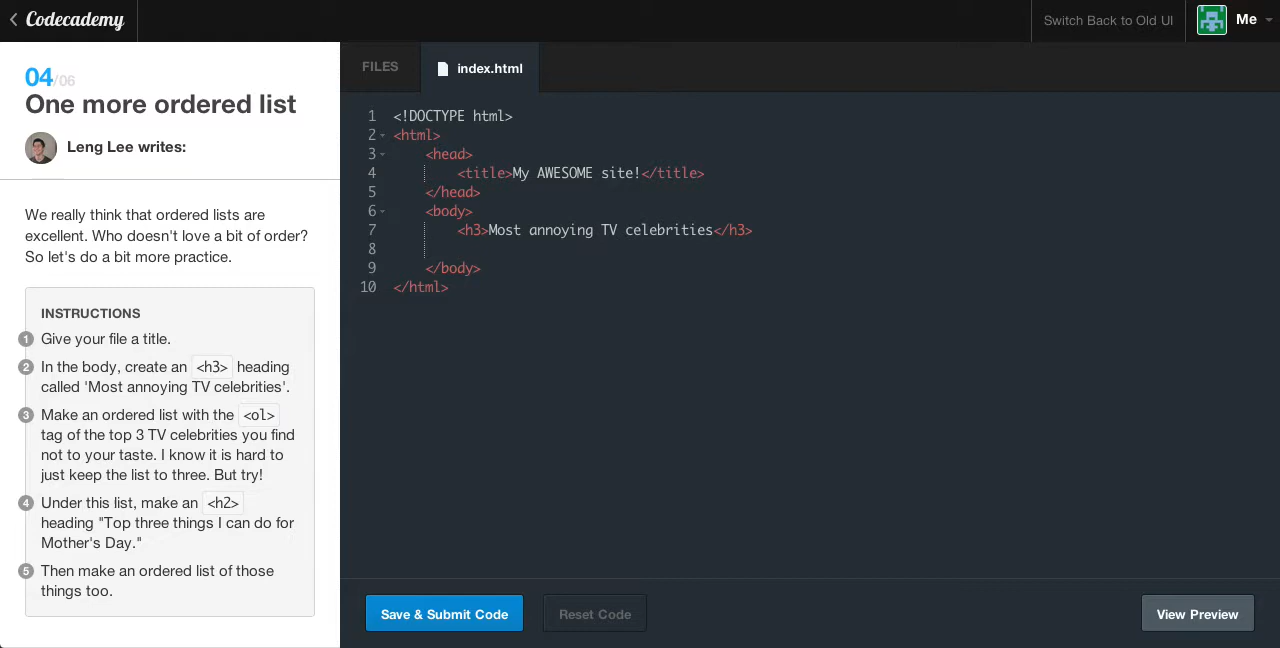 Codecademy
Switch Back to Old UI
Me
04/06
One more ordered list
Leng Lee writes:
We really think that ordered lists are
excellent. Who doesn't love a bit of order?
So let's do a bit more practice.
INSTRUCTIONS
1 Give your file a title.
2 In the body, create an <h3> heading
called 'Most annoying TV celebrities'.
3 Make an ordered list with the <ol>
tag of the top 3 TV celebrities you find
not to your taste. I know it is hard to
just keep the list to three. But try!
4 Under this list, make an <h2>
heading "Top three things I can do for
Mother's Day."
5 Then make an ordered list of those
things too.
FILES
index.html
1 <!DOCTYPE html>
2 <html>
3 <head>
4 <title>My AWESOME site!</title>
5 </head>
6 <body>
7 <h3>Most annoying TV celebrities</h3>
8
9 </body>
10 </html>
Save & Submit Code
Reset Code
View Preview